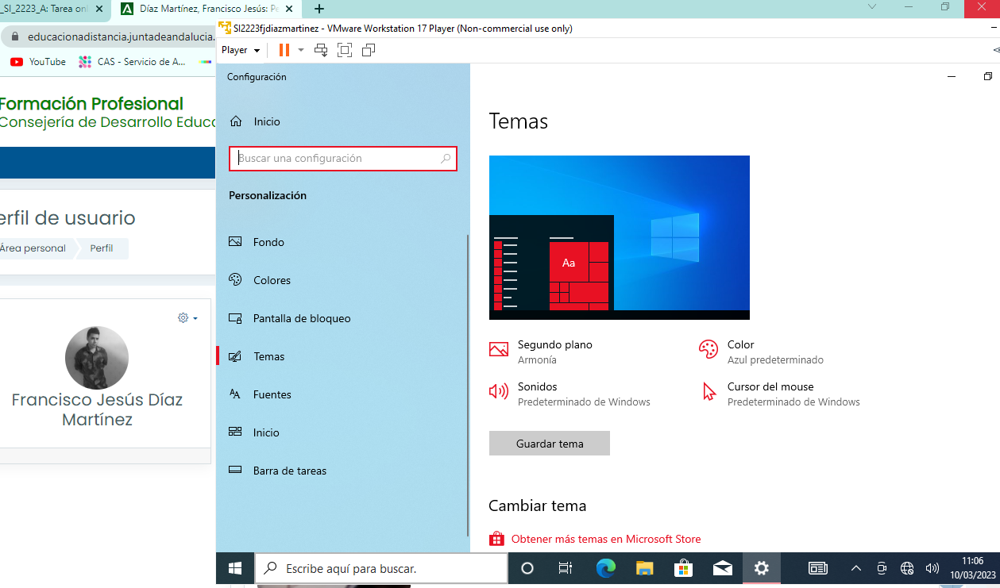 _SI_2223_A: Tarea onl
Díaz Martínez, Francisco Jesús: Pe
educacionadistancia.juntadeandalucia.
YouTube
CAS - Servicio de A...
Formación Profesional
Consejería de Desarrollo Educa
erfil de usuario
Área personal
Perfil
Francisco Jesús Díaz
Martínez
SI2223fjdiazmartinez - VMware Workstation 17 Player (Non-commercial use only)
Player
Configuración
Inicio
Buscar una configuración
Personalización
Fondo
Colores
Pantalla de bloqueo
Temas
Fuentes
Inicio
Barra de tareas
Temas
Aa
Segundo plano
Armonía
Color
Azul predeterminado
Sonidos
Predeterminado de Windows
Cursor del mouse
Predeterminado de Windows
Guardar tema
Cambiar tema
Obtener más temas en Microsoft Store
Escribe aquí para buscar.
11:06
10/03/2023